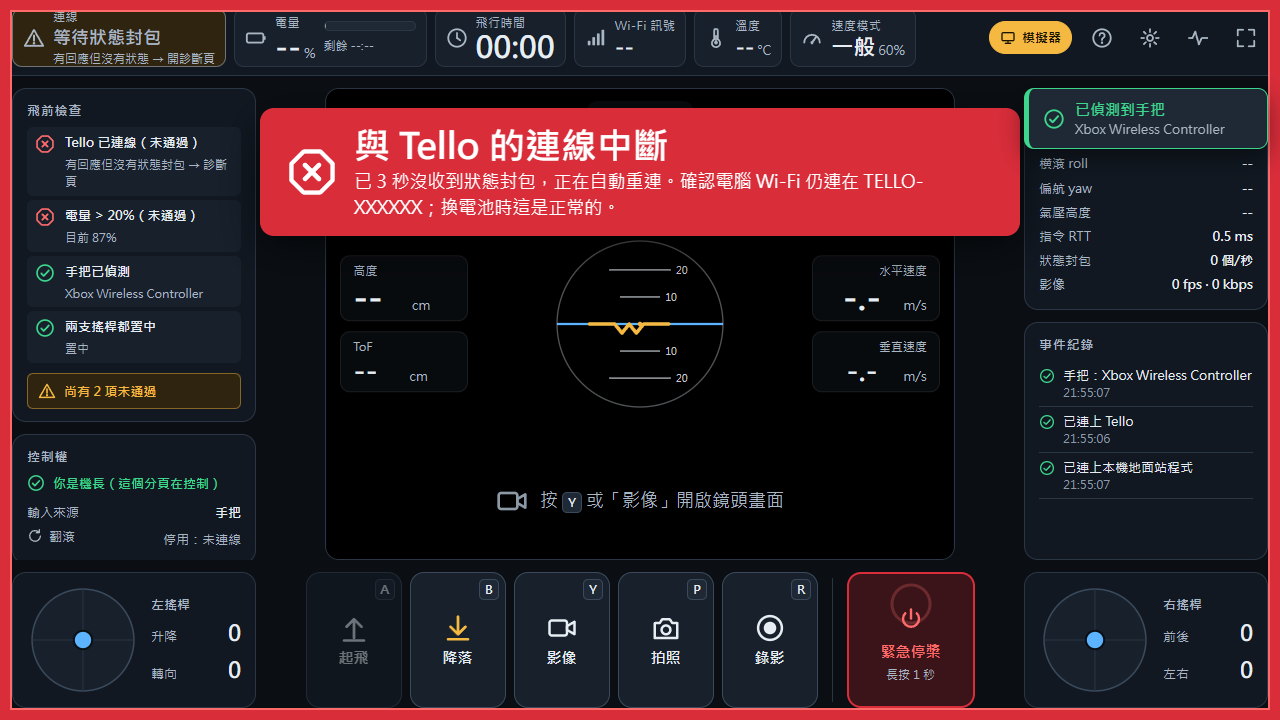 連線
等待狀態封包
有回應但沒有狀態 → 開診斷頁
電量
-- %
剩餘 --:--
飛行時間
00:00
Wi-Fi 訊號
--
溫度
-- °C
速度模式
一般 60%
模擬器
飛前檢查
Tello 已連線（未通過）
有回應但沒有狀態封包 → 診斷
頁
電量 > 20%（未通過）
目前 87%
手把已偵測
Xbox Wireless Controller
兩支搖桿都置中
置中
尚有 2 項未通過
控制權
你是機長（這個分頁在控制）
輸入來源
手把
翻滾
停用：未連線
與 Tello 的連線中斷
已 3 秒沒收到狀態封包，正在自動重連。確認電腦 Wi-Fi 仍連在 TELLO-
XXXXXX；換電池時這是正常的。
高度
-- cm
ToF
-- cm
20
10
10
20
水平速度
-.- m/s
垂直速度
-.- m/s
按 Y 或「影像」開啟鏡頭畫面
已偵測到手把
Xbox Wireless Controller
橫滾 roll
--
偏航 yaw
--
氣壓高度
--
指令 RTT
0.5 ms
狀態封包
0 個/秒
影像
0 fps · 0 kbps
事件紀錄
手把：Xbox Wireless Controller
21:55:07
已連上 Tello
21:55:06
已連上本機地面站程式
21:55:07
左搖桿
升降
0
轉向
0
A
起飛
B
降落
Y
影像
P
拍照
R
錄影
緊急停槳
長按 1 秒
右搖桿
前後
0
左右
0